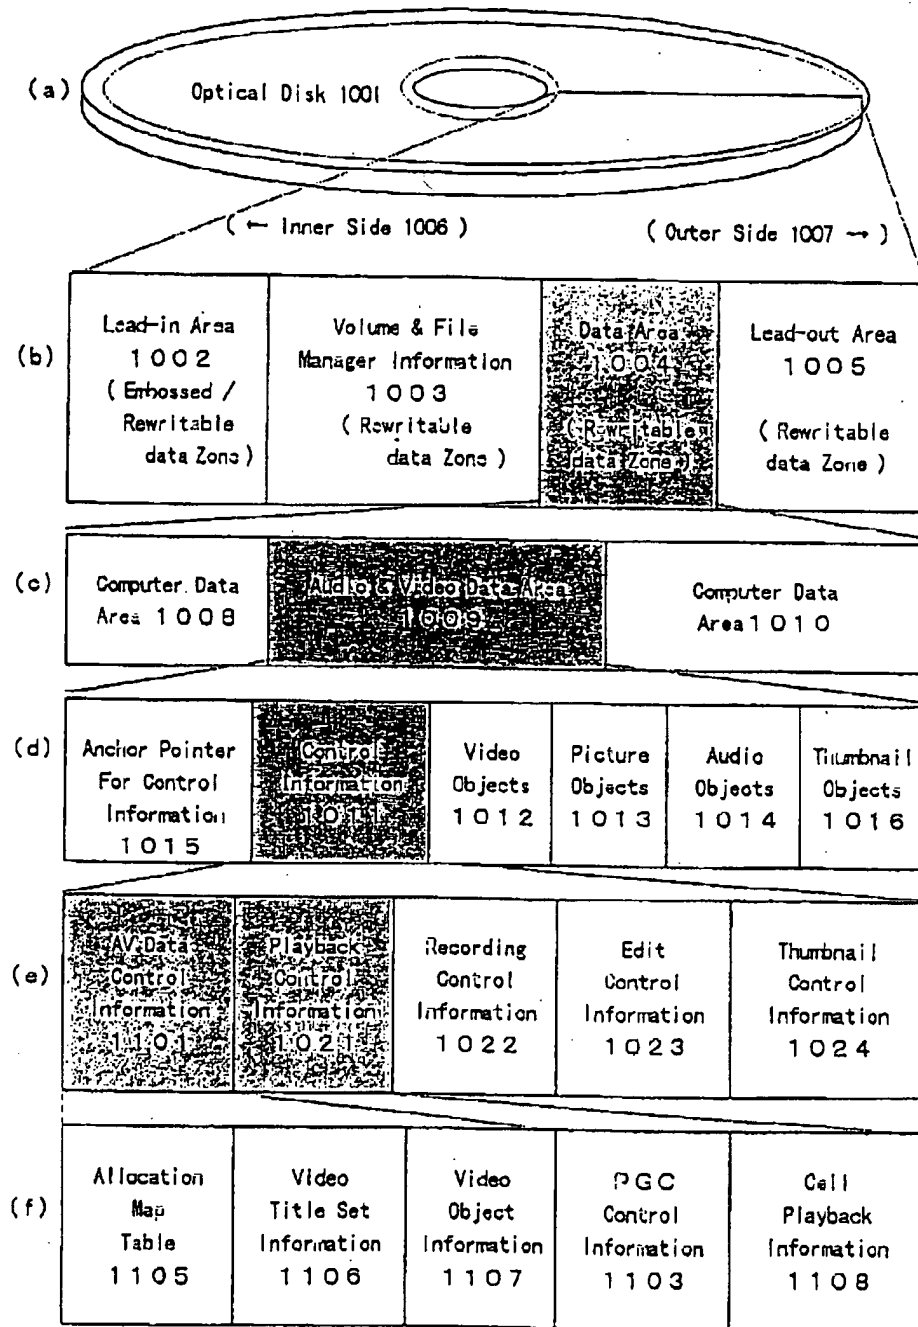 (a)
Optical Disk 1001
( ← Inner Side 1006 )
( Outer Side 1007 → )
(b)
Lead-in Area
1002
( Embossed /
Rewritable
data Zone )
Volume & File
Manager Information
1003
( Rewritable
data Zone )
Data Area
1004
( Rewritable
data Zone )
Lead-out Area
1005
( Rewritable
data Zone )
(c)
Computer Data
Area 1008
Audio & Video Data Area
1009
Computer Data
Area 1010
(d)
Anchor Pointer
For Control
Information
1015
Control
Information
1011
Video
Objects
1012
Picture
Objects
1013
Audio
Objects
1014
Thumbnail
Objects
1016
(e)
AV Data
Control
Information
1101
Playback
Control
Information
1021
Recording
Control
Information
1022
Edit
Control
Information
1023
Thumbnail
Control
Information
1024
(f)
Allocation
Map
Table
1105
Video
Title Set
Information
1106
Video
Object
Information
1107
PGC
Control
Information
1103
Cell
Playback
Information
1108